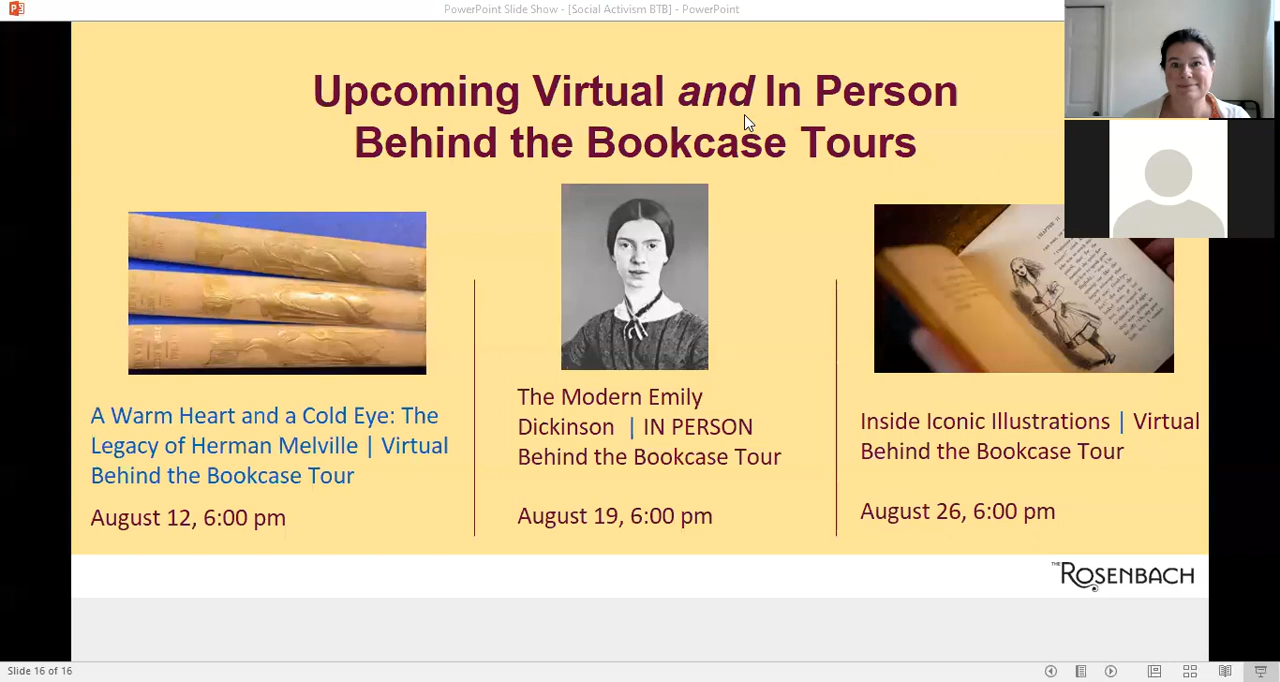 PowerPoint Slide Show - [Social Activism BTB] - PowerPoint
Upcoming Virtual and In Person
Behind the Bookcase Tours
A Warm Heart and a Cold Eye: The
Legacy of Herman Melville | Virtual
Behind the Bookcase Tour
August 12, 6:00 pm
The Modern Emily
Dickinson | IN PERSON
Behind the Bookcase Tour
August 19, 6:00 pm
Inside Iconic Illustrations | Virtual
Behind the Bookcase Tour
August 26, 6:00 pm
THE ROSENBACH
Slide 16 of 16